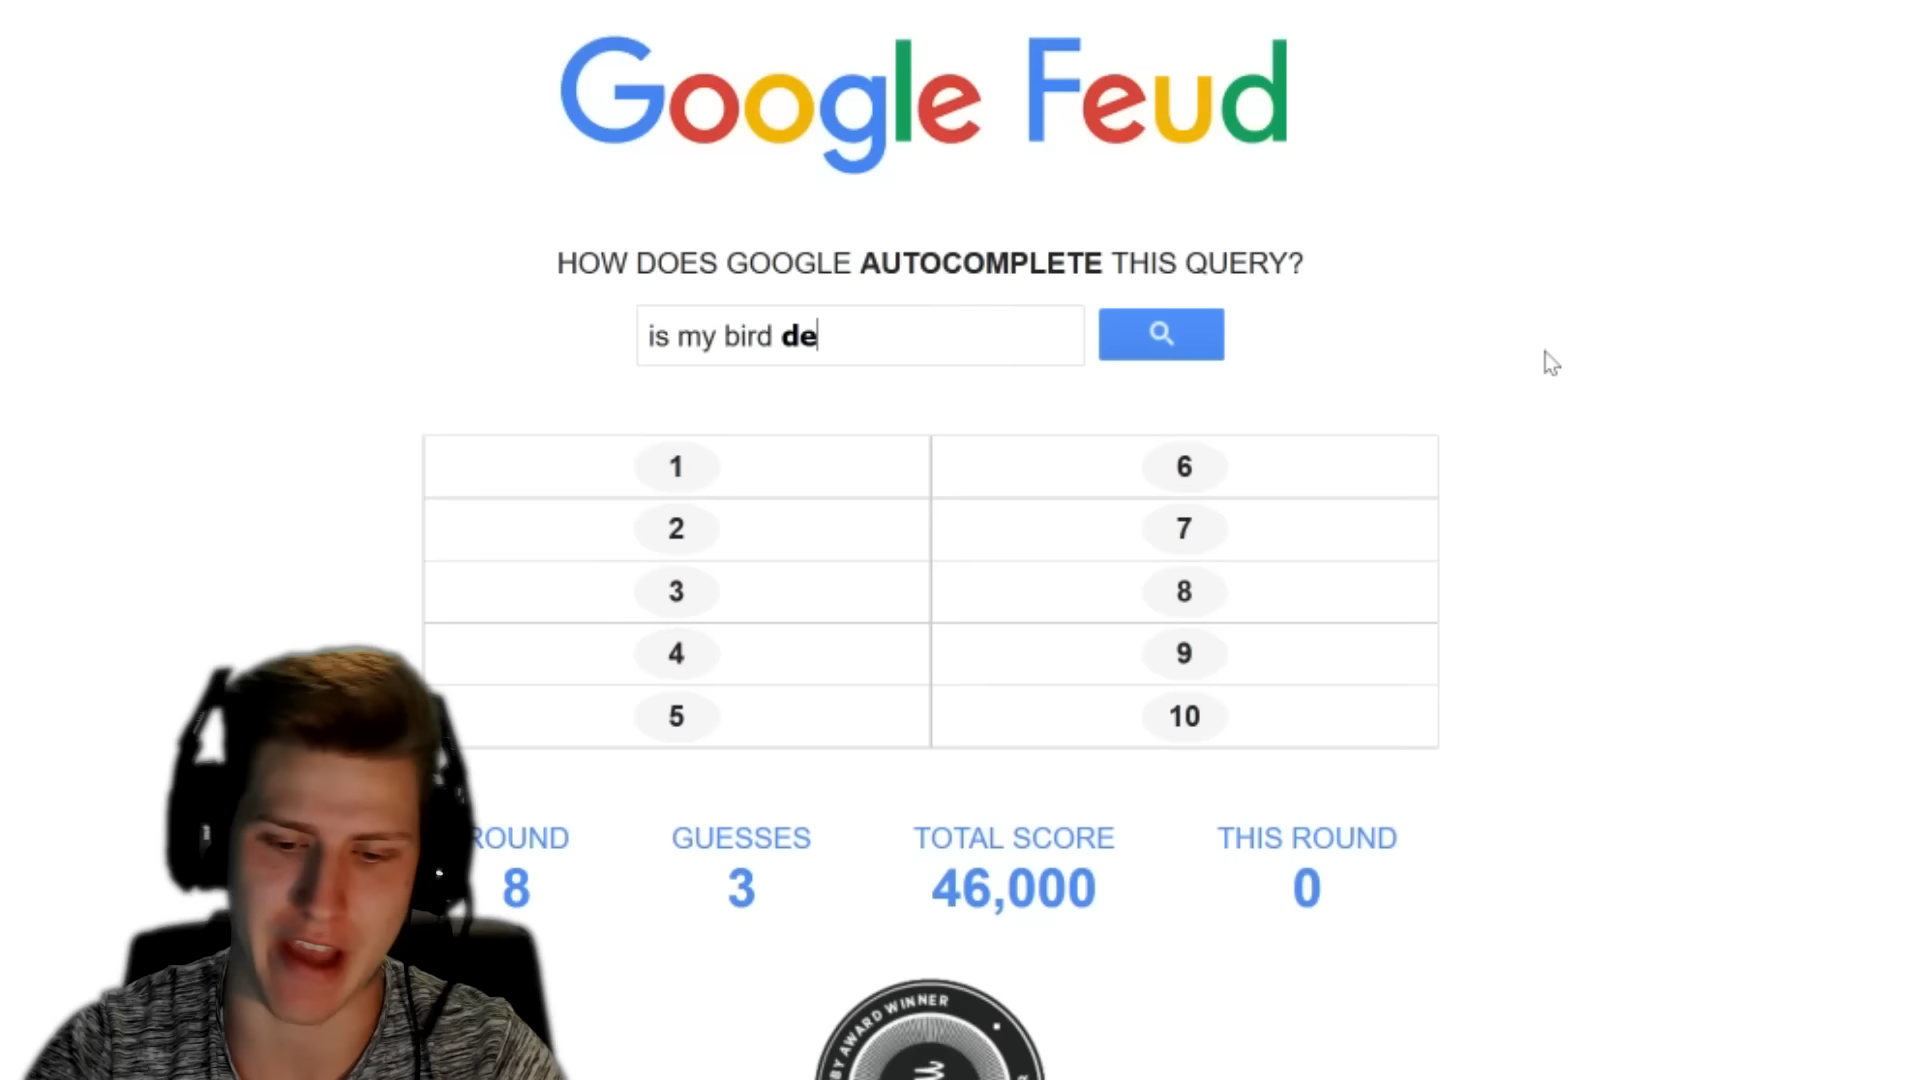 Google Feud
HOW DOES GOOGLE AUTOCOMPLETE THIS QUERY?
is my bird de
1 6
2 7
3 8
4 9
5 10
ROUND GUESSES TOTAL SCORE THIS ROUND
8 3 46,000 0
BY AWARD WINNER